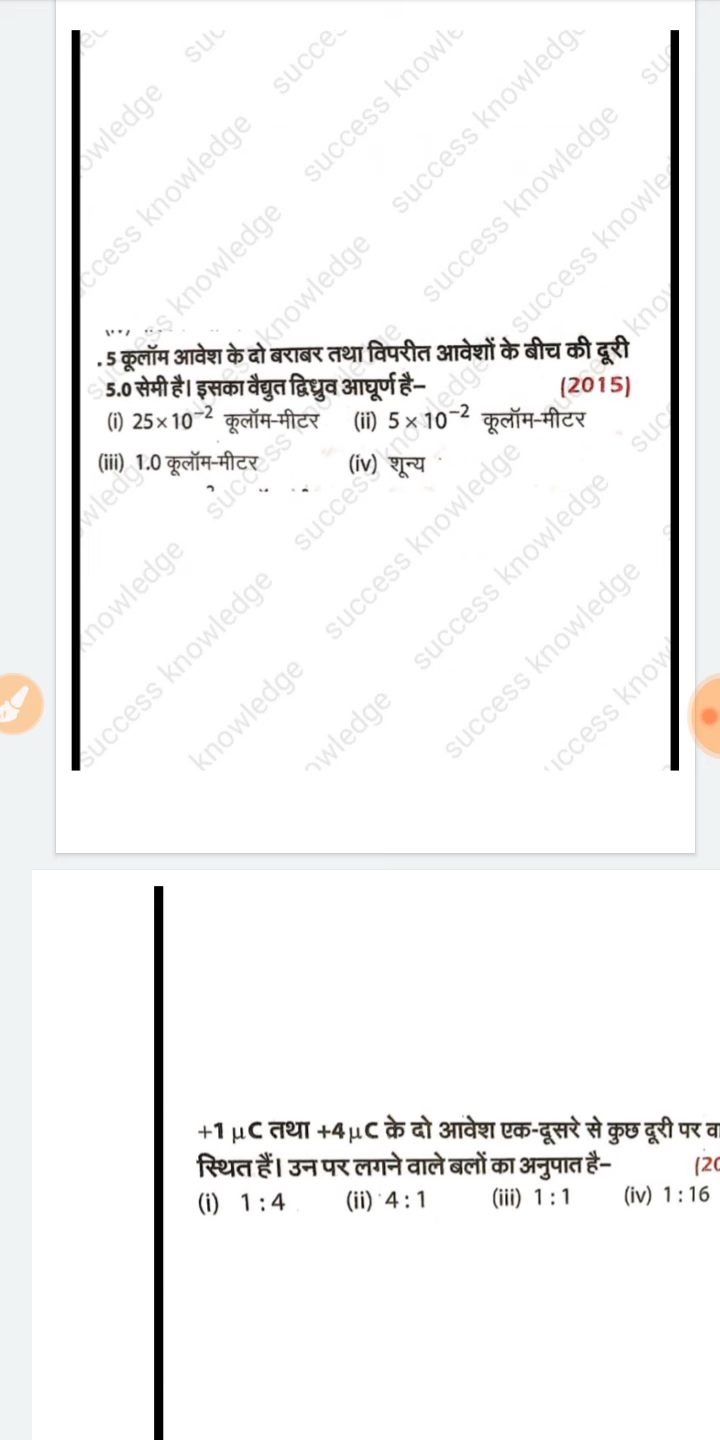 . 5 कूलॉम आवेश के दो बराबर तथा विपरीत आवेशों के बीच की दूरी
5.0 सेमी है। इसका वैद्युत द्विध्रुव आघूर्ण है– (2015)
(i) 25×10⁻² कूलॉम-मीटर (ii) 5 × 10⁻² कूलॉम-मीटर
(iii) 1.0 कूलॉम-मीटर (iv) शून्य
+1 μC तथा +4 μC के दो आवेश एक-दूसरे से कुछ दूरी पर
स्थित हैं। उन पर लगने वाले बलों का अनुपात है–
(i) 1 : 4 (ii) 4 : 1 (iii) 1 : 1 (iv) 1 : 16
success knowledge